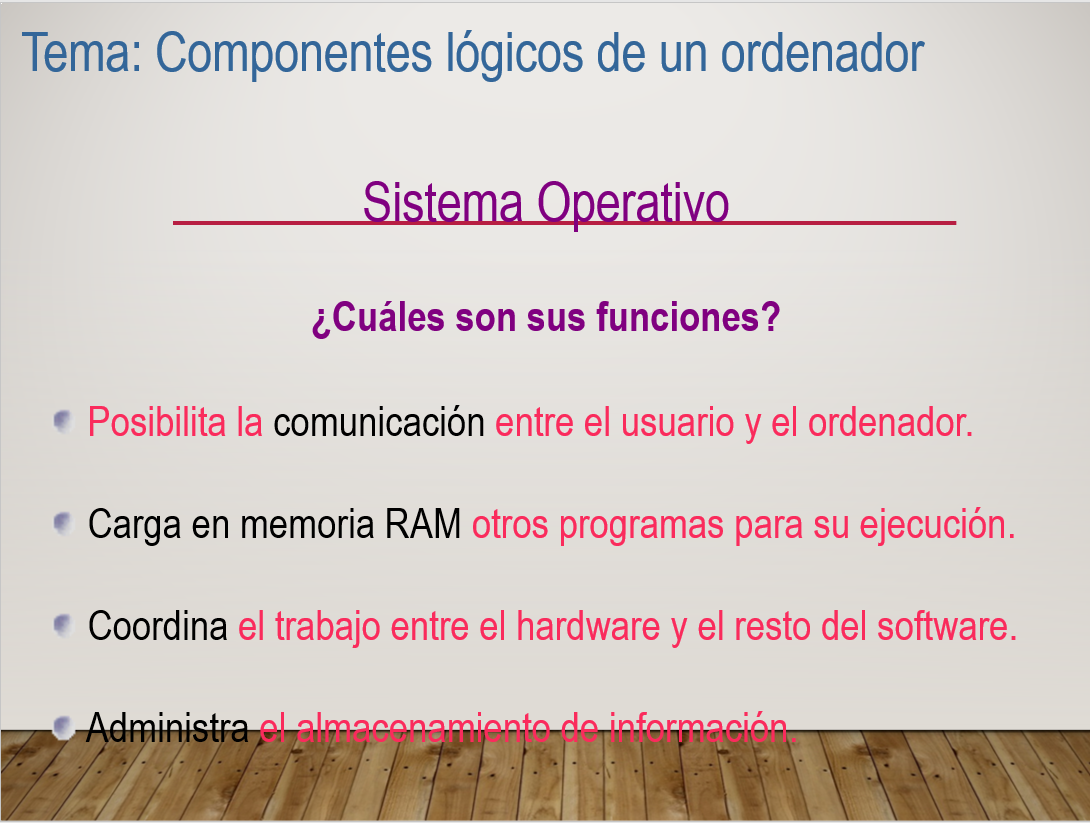 Tema: Componentes lógicos de un ordenador
Sistema Operativo
¿Cuáles son sus funciones?
Posibilita la comunicación entre el usuario y el ordenador.
Carga en memoria RAM otros programas para su ejecución.
Coordina el trabajo entre el hardware y el resto del software.
Administra el almacenamiento de información.